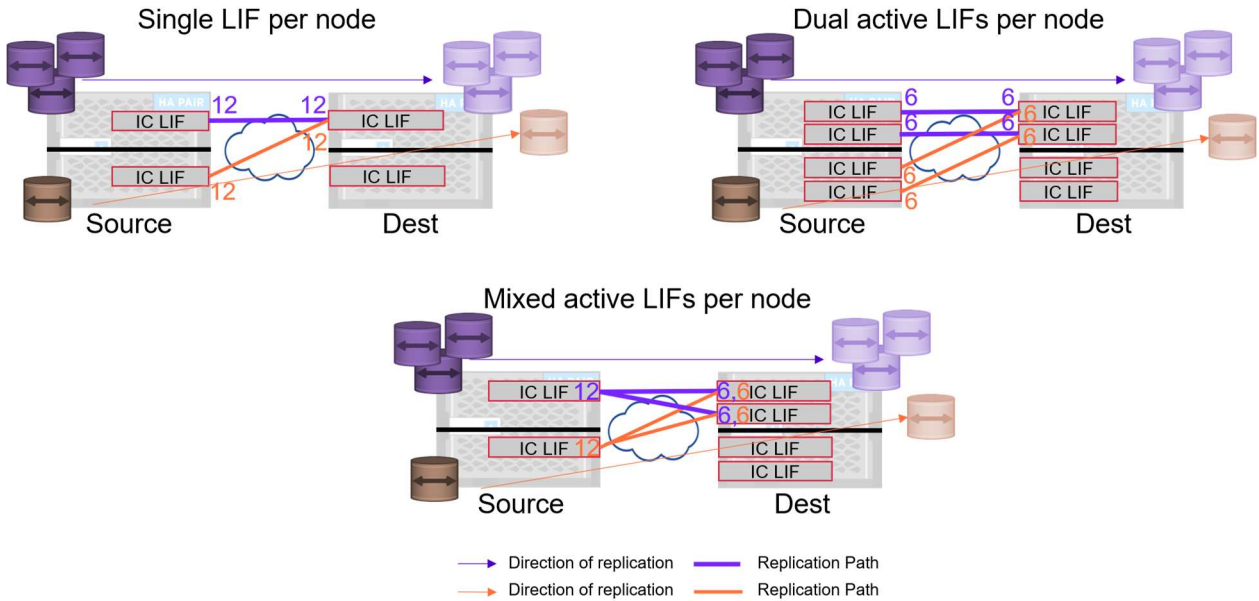 Single LIF per node
HA PAIR
12 12
IC LIF IC LIF
12
IC LIF IC LIF
12
Source Dest
Dual active LIFs per node
6 6
IC LIF 6 IC LIF
6 6
IC LIF 6 IC LIF
IC LIF 6 IC LIF
IC LIF IC LIF
6
Source Dest
Mixed active LIFs per node
IC LIF 12 6,6 IC LIF
6,6 IC LIF
IC LIF 12 IC LIF
IC LIF
Source Dest
Direction of replication Replication Path
Direction of replication Replication Path